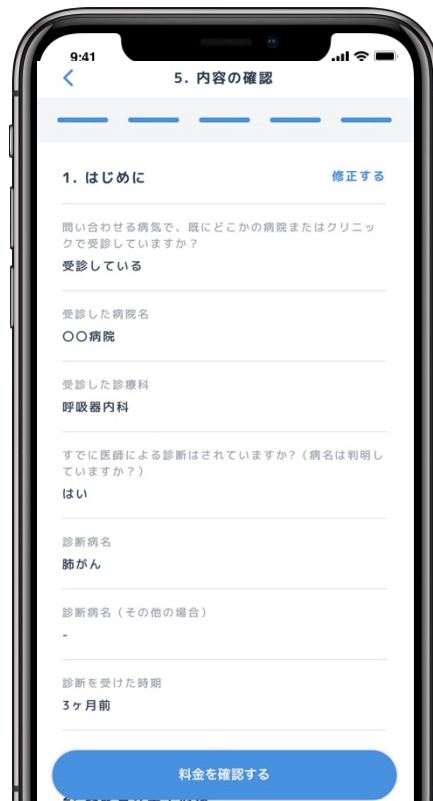 9:41
5. 内容の確認
1. はじめに
修正する
問い合わせる病気で、既にどこかの病院またはクリニッ
クで受診していますか？
受診している
受診した病院名
〇〇病院
受診した診療科
呼吸器内科
すでに医師による診断はされていますか?（病名は判明し
ていますか？）
はい
診断病名
肺がん
診断病名（その他の場合）
-
診断を受けた時期
3ヶ月前
料金を確認する